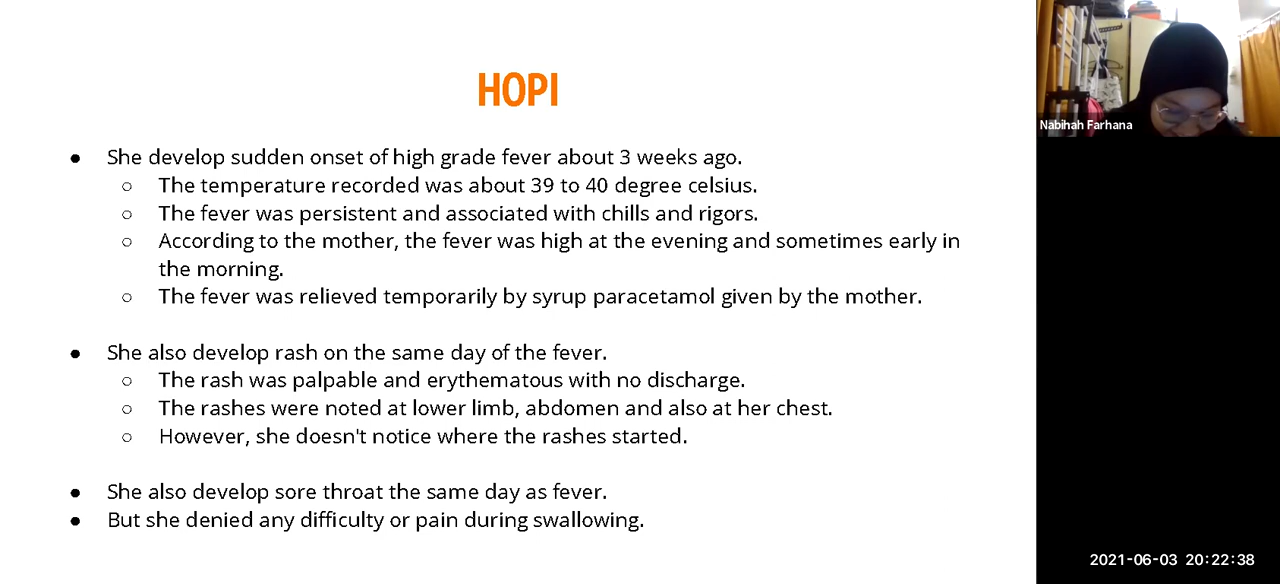 HOPI
● She develop sudden onset of high grade fever about 3 weeks ago.
○ The temperature recorded was about 39 to 40 degree celsius.
○ The fever was persistent and associated with chills and rigors.
○ According to the mother, the fever was high at the evening and sometimes early in
the morning.
○ The fever was relieved temporarily by syrup paracetamol given by the mother.
● She also develop rash on the same day of the fever.
○ The rash was palpable and erythematous with no discharge.
○ The rashes were noted at lower limb, abdomen and also at her chest.
○ However, she doesn't notice where the rashes started.
● She also develop sore throat the same day as fever.
● But she denied any difficulty or pain during swallowing.
Nabihah Farhana
2021-06-03 20:22:38